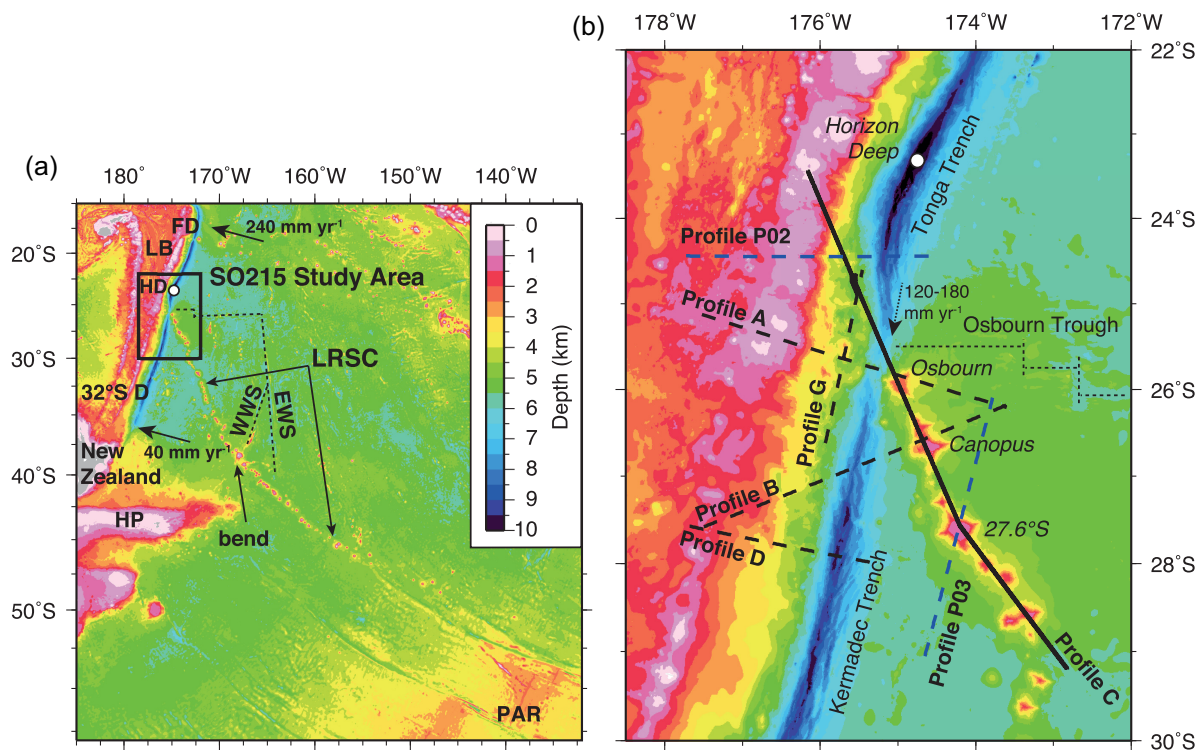 (a)
180˚ 170˚W 160˚W 150˚W 140˚W
20˚S
30˚S
40˚S
50˚S
FD
240 mm yr-1
LB
SO215 Study Area
HD
LRSC
32°S D
WWS
EWS
40 mm yr-1
New
Zealand
HP
bend
PAR
0
1
2
3
4
5
6
7
8
9
10
Depth (km)
(b)
178˚W 176˚W 174˚W 172˚W
22˚S
24˚S
26˚S
28˚S
30˚S
Horizon
Deep
Tonga Trench
Profile P02
Profile A
120-180
mm yr-1
Osbourn Trough
Osbourn
Profile G
Canopus
Profile B
27.6°S
Profile D
Kermadec Trench
Profile P03
Profile C